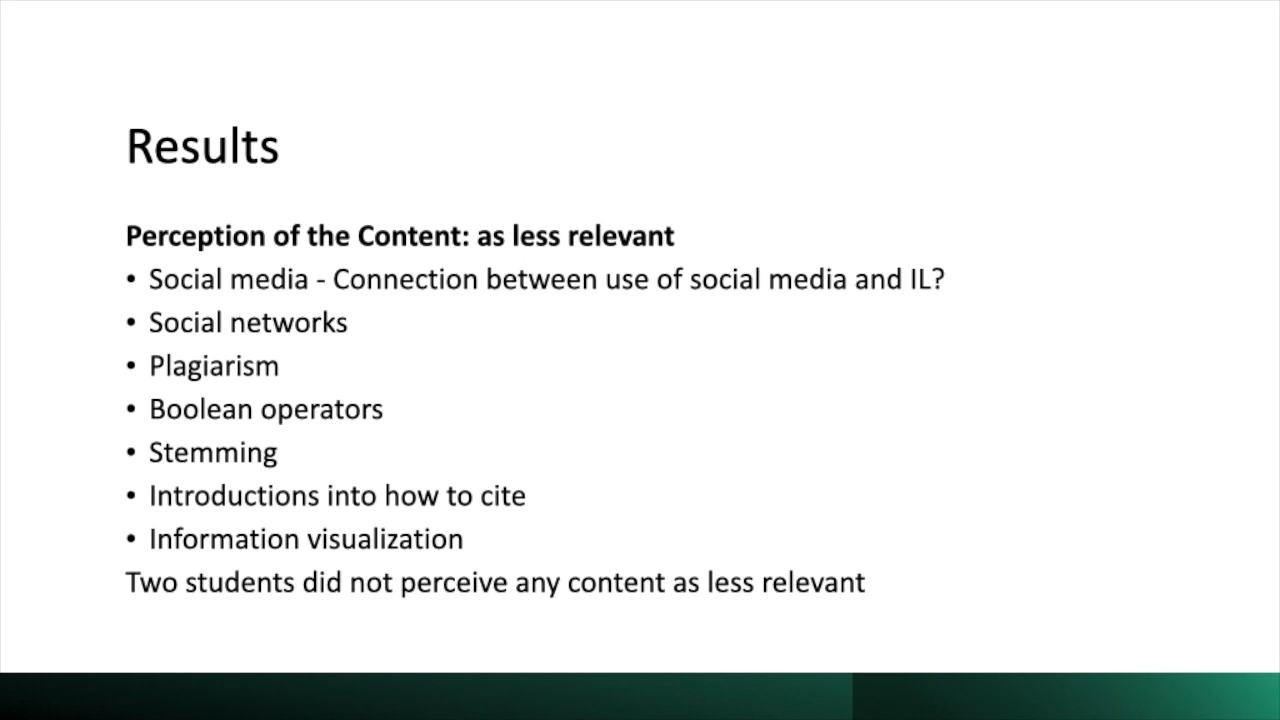 Results
Perception of the Content: as less relevant
• Social media - Connection between use of social media and IL?
• Social networks
• Plagiarism
• Boolean operators
• Stemming
• Introductions into how to cite
• Information visualization
Two students did not perceive any content as less relevant